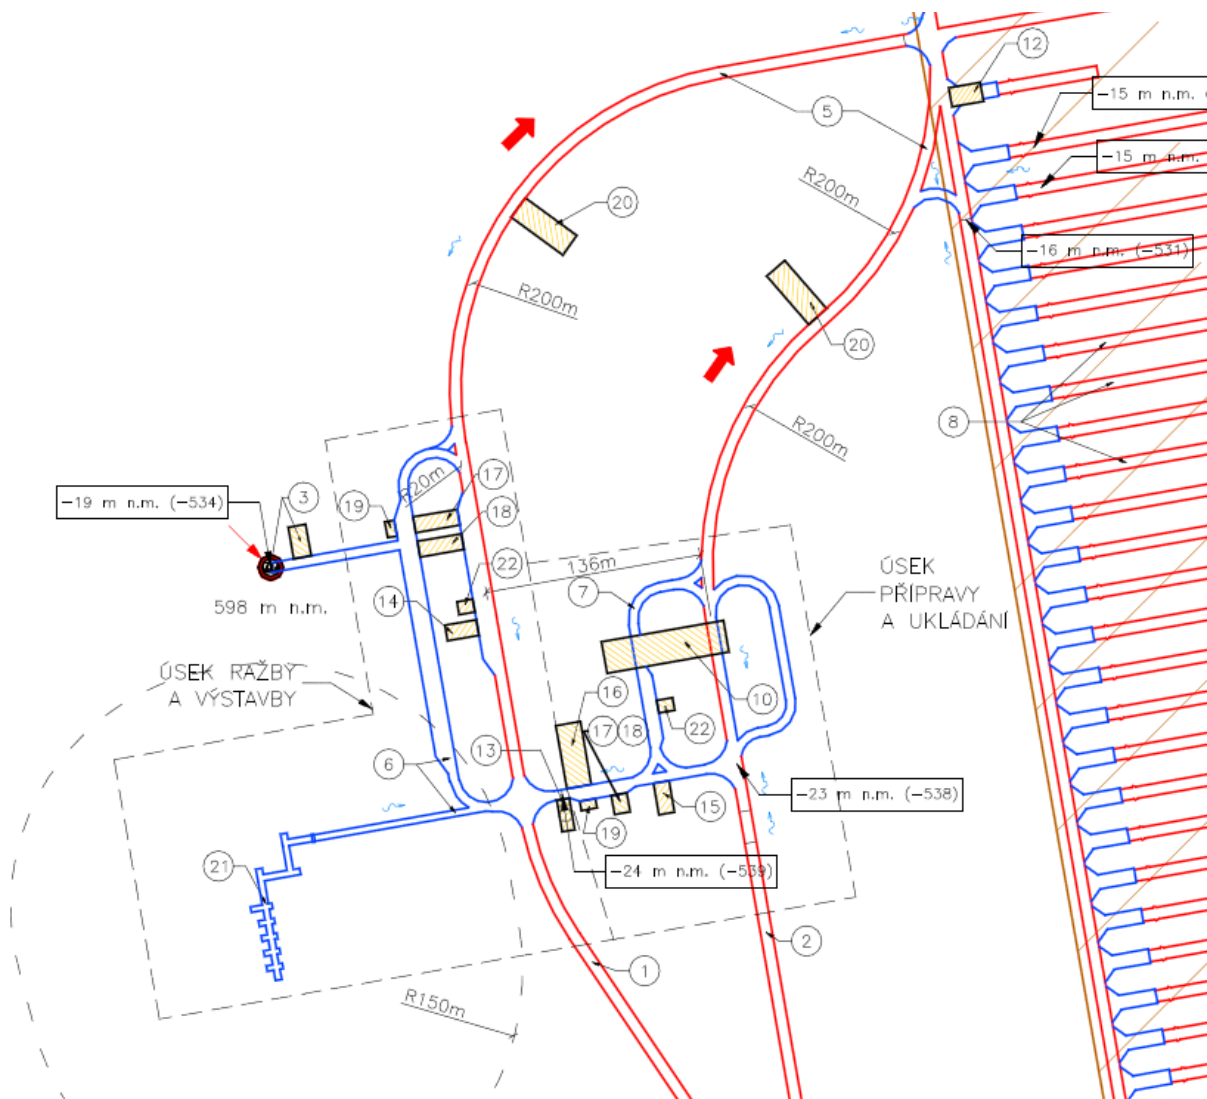 12
−15 m n.m.
5
−15 m n.m.
R200m
20
−16 m n.m. (−531)
R200m
20
8
R200m
R20m
17
3
19
18
−19 m n.m. (−534)
136m
ÚSEK
PŘÍPRAVY
A UKLÁDÁNÍ
22
7
14
598 m n.m.
ÚSEK RAŽBY
A VÝSTAVBY
16
10
22
17
18
13
6
−23 m n.m. (−538)
15
19
21
−24 m n.m. (−539)
2
1
R150m